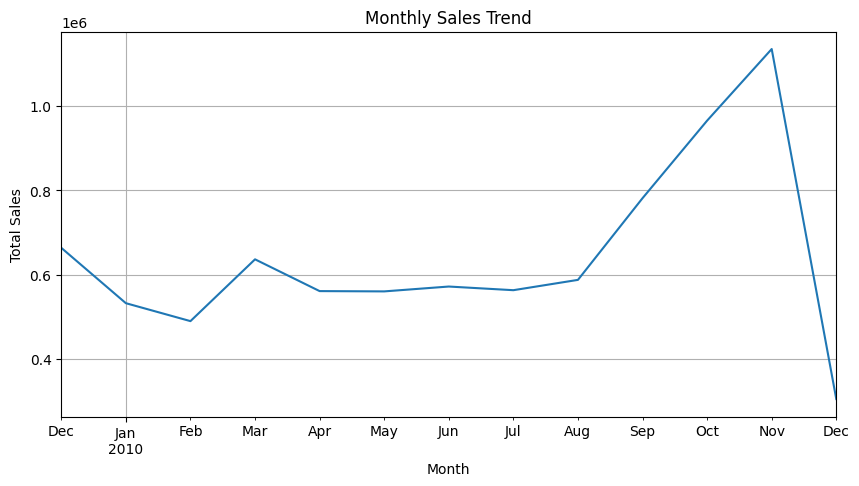 Monthly Sales Trend
1e6
Total Sales
1.0
0.8
0.6
0.4
Dec Jan Feb Mar Apr May Jun Jul Aug Sep Oct Nov Dec
2010
Month